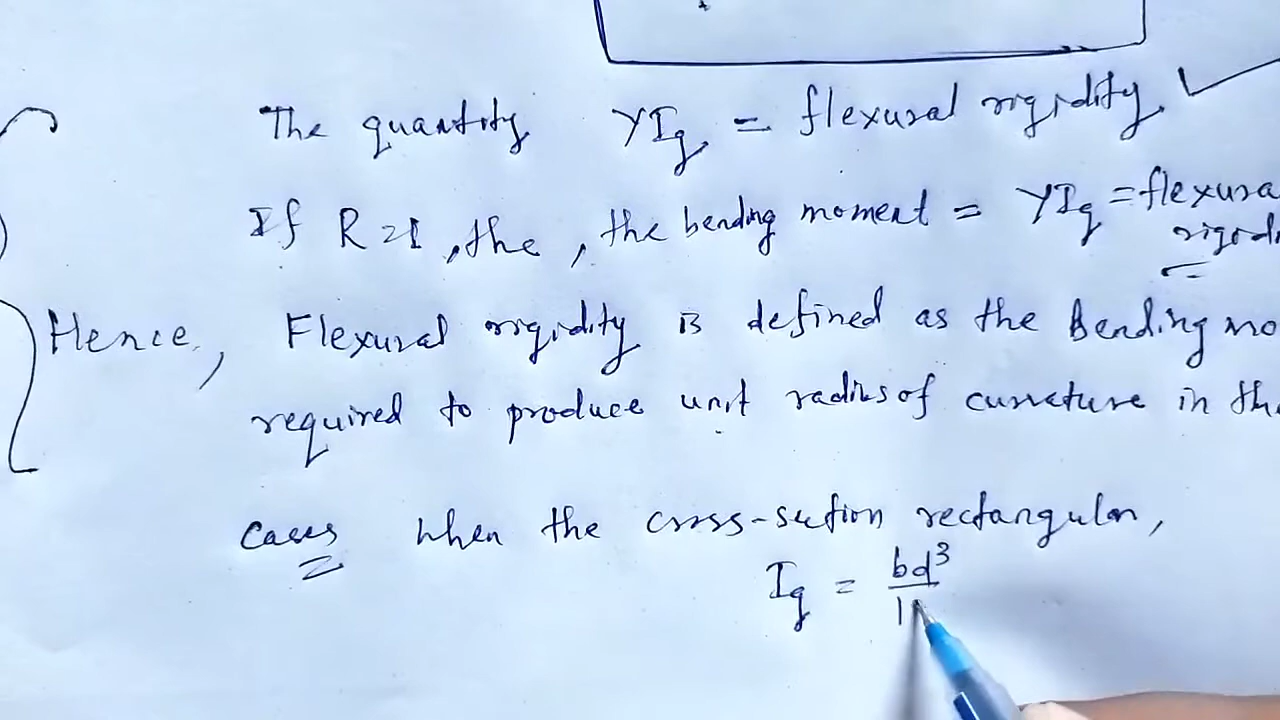 The quantity YIg = flexural rigidity.
If R=1, the, the bending moment = YIg = flexura
rigidi
Hence, Flexural rigidity is defined as the Bending mo
required to produce unit radius of curvature in the
Cases when the cross-section rectangular,
Ig = bd³/1